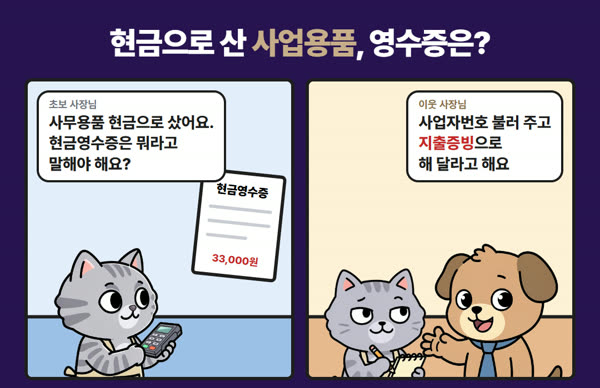 현금으로 산 사업용품, 영수증은?
초보 사장님
사무용품 현금으로 샀어요.
현금영수증은 뭐라고
말해야 해요?
현금영수증
33,000원
이웃 사장님
사업자번호 불러 주고
지출증빙으로
해 달라고 해요